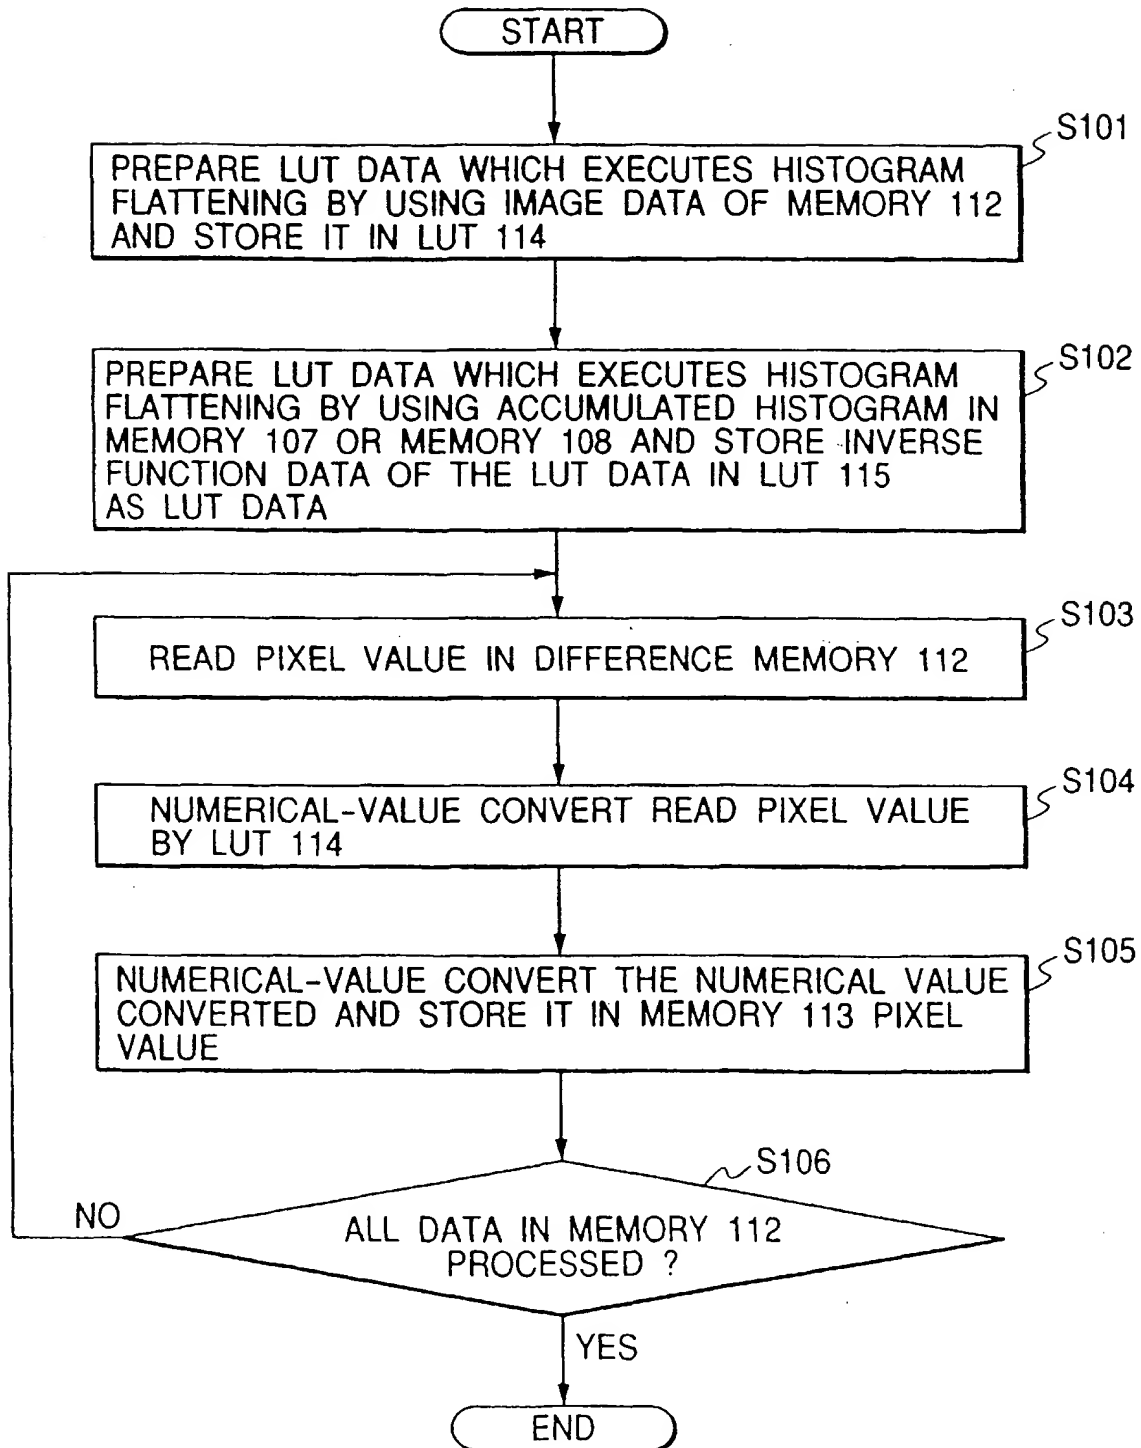 START
S101
PREPARE LUT DATA WHICH EXECUTES HISTOGRAM
FLATTENING BY USING IMAGE DATA OF MEMORY 112
AND STORE IT IN LUT 114
S102
PREPARE LUT DATA WHICH EXECUTES HISTOGRAM
FLATTENING BY USING ACCUMULATED HISTOGRAM IN
MEMORY 107 OR MEMORY 108 AND STORE INVERSE
FUNCTION DATA OF THE LUT DATA IN LUT 115
AS LUT DATA
S103
READ PIXEL VALUE IN DIFFERENCE MEMORY 112
S104
NUMERICAL-VALUE CONVERT READ PIXEL VALUE
BY LUT 114
S105
NUMERICAL-VALUE CONVERT THE NUMERICAL VALUE
CONVERTED AND STORE IT IN MEMORY 113 PIXEL
VALUE
S106
NO
ALL DATA IN MEMORY 112
PROCESSED ?
YES
END